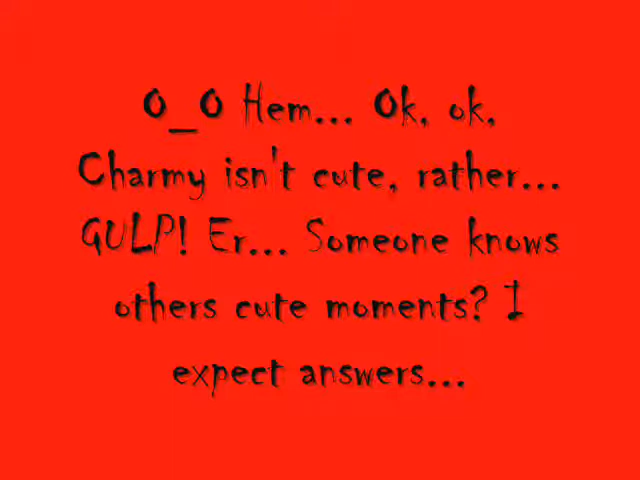 O_O Hem... Ok, ok,
Charmy isn't cute, rather...
GULP! Er... Someone knows
others cute moments? I
expect answers...